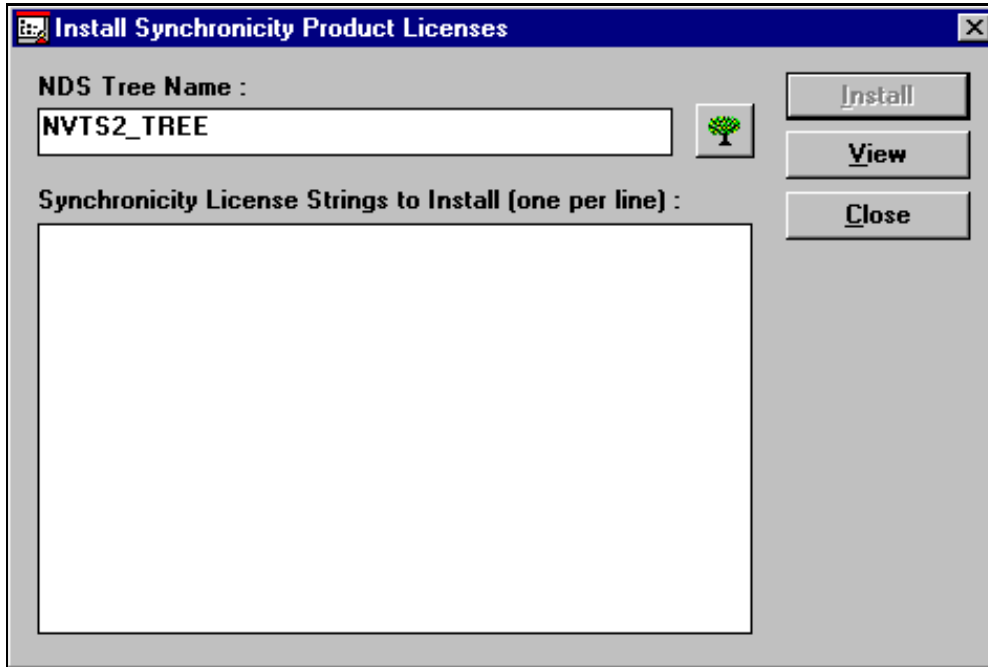 Install Synchronicity Product Licenses
NDS Tree Name :
NVTS2_TREE
Install
View
Synchronicity License Strings to Install (one per line) :
Close